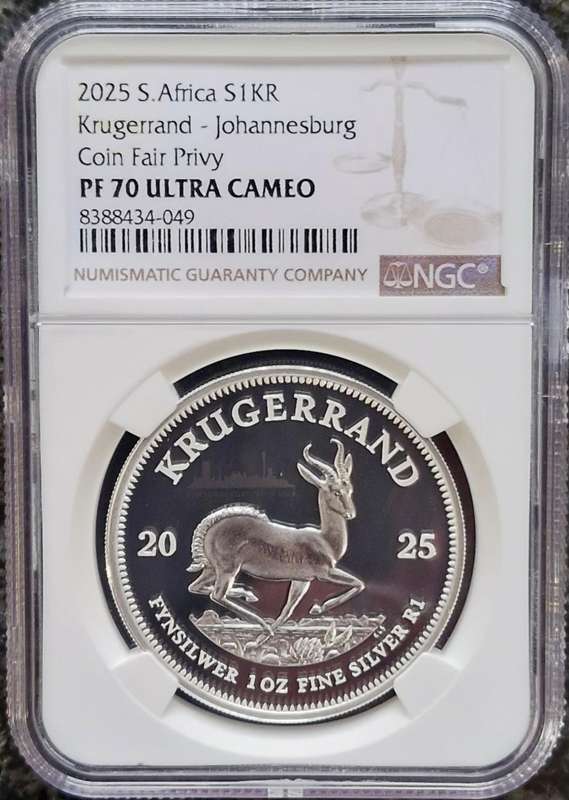 2025 S.Africa S1KR
Krugerrand - Johannesburg
Coin Fair Privy
PF 70 ULTRA CAMEO
8388434-049
NUMISMATIC GUARANTY COMPANY NGC®
KRUGERRAND
20 25
FYNSILWER 1 OZ FINE SILVER R1